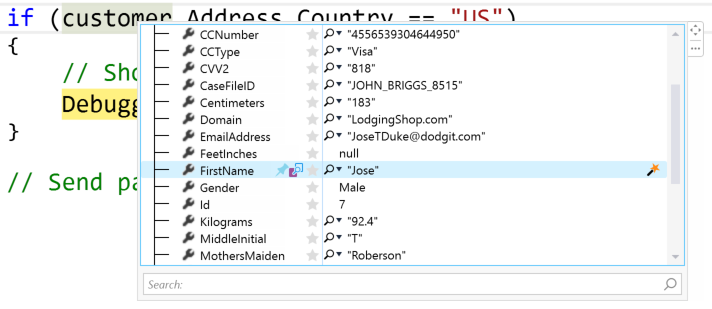 if (customer.Address.Country == "US")
{
// Sho
Debugg
}
// Send pa
CCNumber "4556539304644950"
CCType "Visa"
CVV2 "818"
CaseFileID "JOHN_BRIGGS_8515"
Centimeters "183"
Domain "LodgingShop.com"
EmailAddress "JoseTDuke@dodgit.com"
FeetInches null
FirstName "Jose"
Gender Male
Id 7
Kilograms "92.4"
MiddleInitial "T"
MothersMaiden "Roberson"
Search: